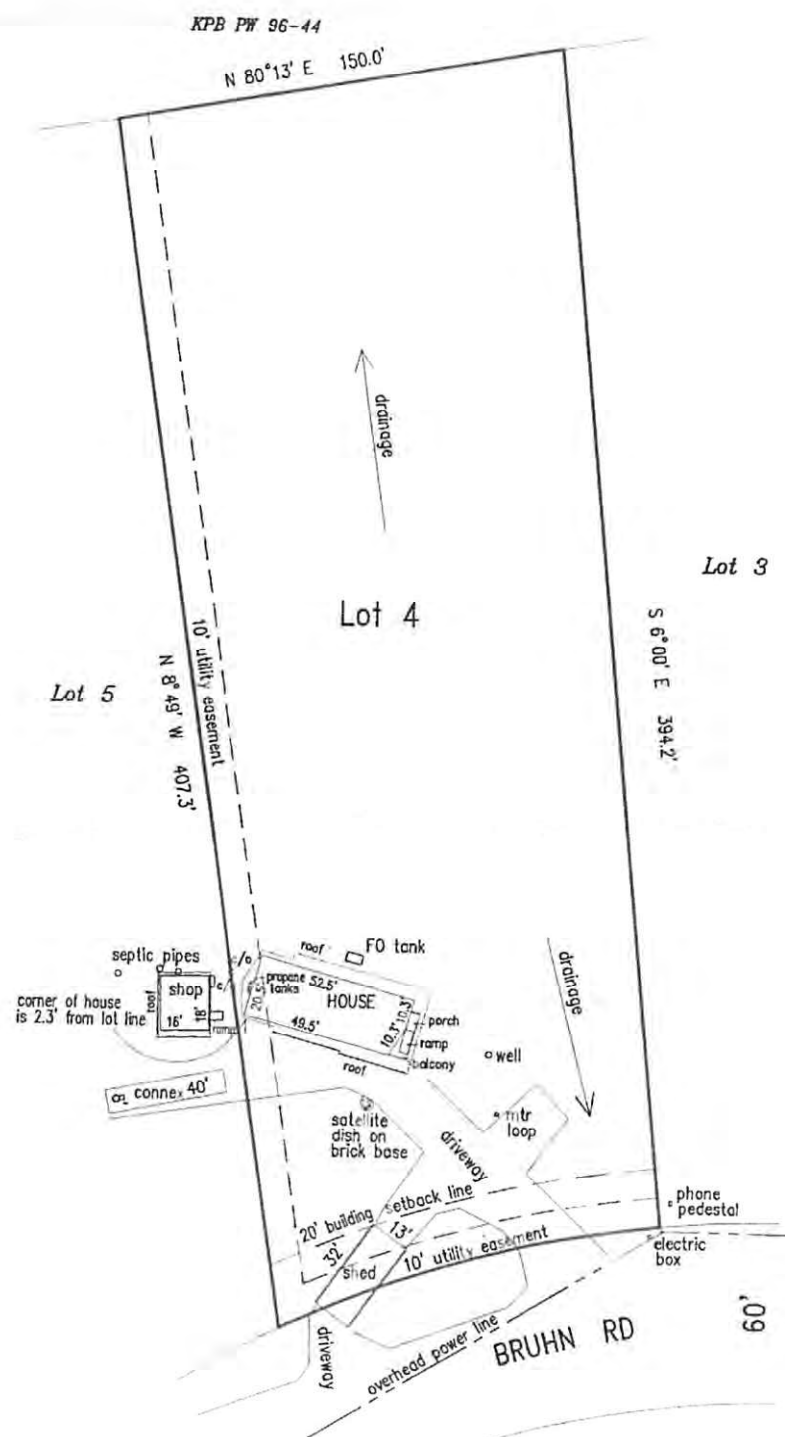 KPB PW 96-44
N 80°13' E 150.0'
drainage
Lot 4
Lot 3
S 6°00' E 394.2'
Lot 5
10' utility easement
N 8°49' W 407.3'
septic pipes
shop
roof
16'
18'
ramp
corner of house
is 2.3' from lot line
c/o
c/o
roof
FO tank
propane
tanks
52.5'
20.5'
HOUSE
49.5'
10.3'
10.3'
porch
ramp
balcony
roof
well
drainage
connex 40'
satellite
dish on
brick base
mtr
loop
driveway
20' building setback line
13'
32'
shed
10' utility easement
phone
pedestal
electric
box
driveway
overhead power line
BRUHN RD
60'